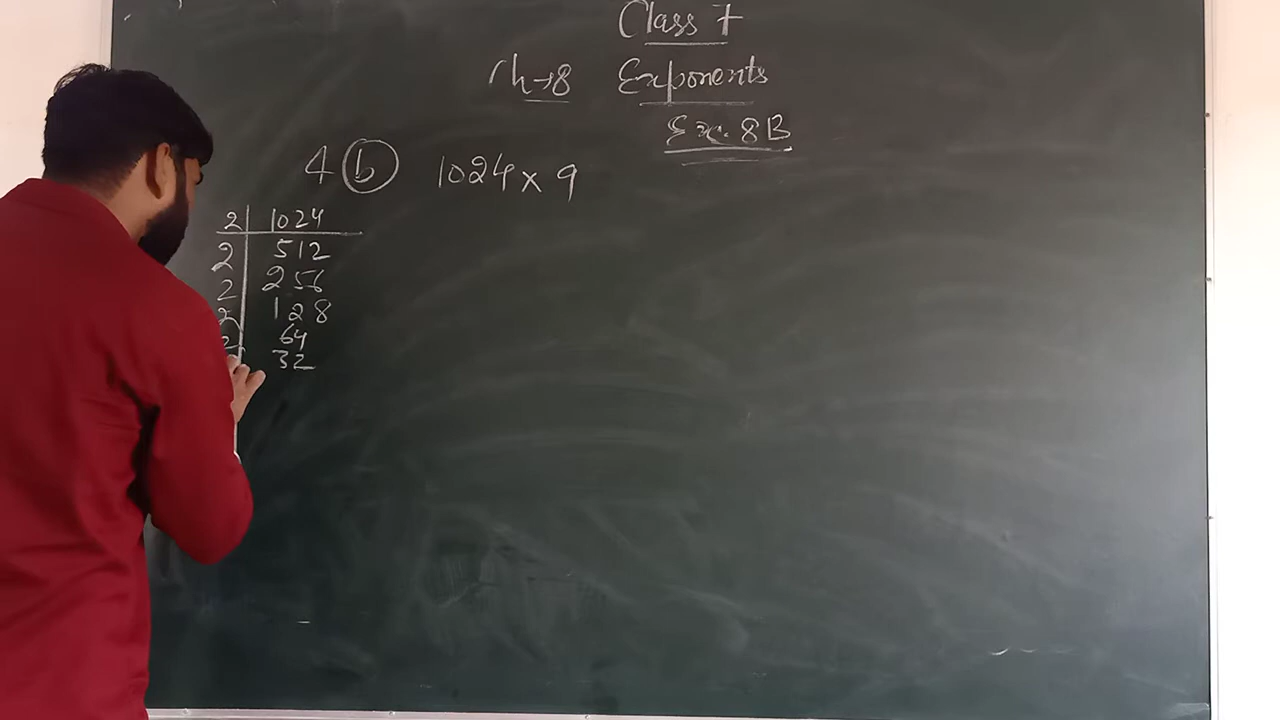 Class 7
Ch→8 Exponents
Ex. 8B
4 (b) 1024 x 9
2 | 1024
2 | 512
2 | 256
2 | 128
2 | 64
32